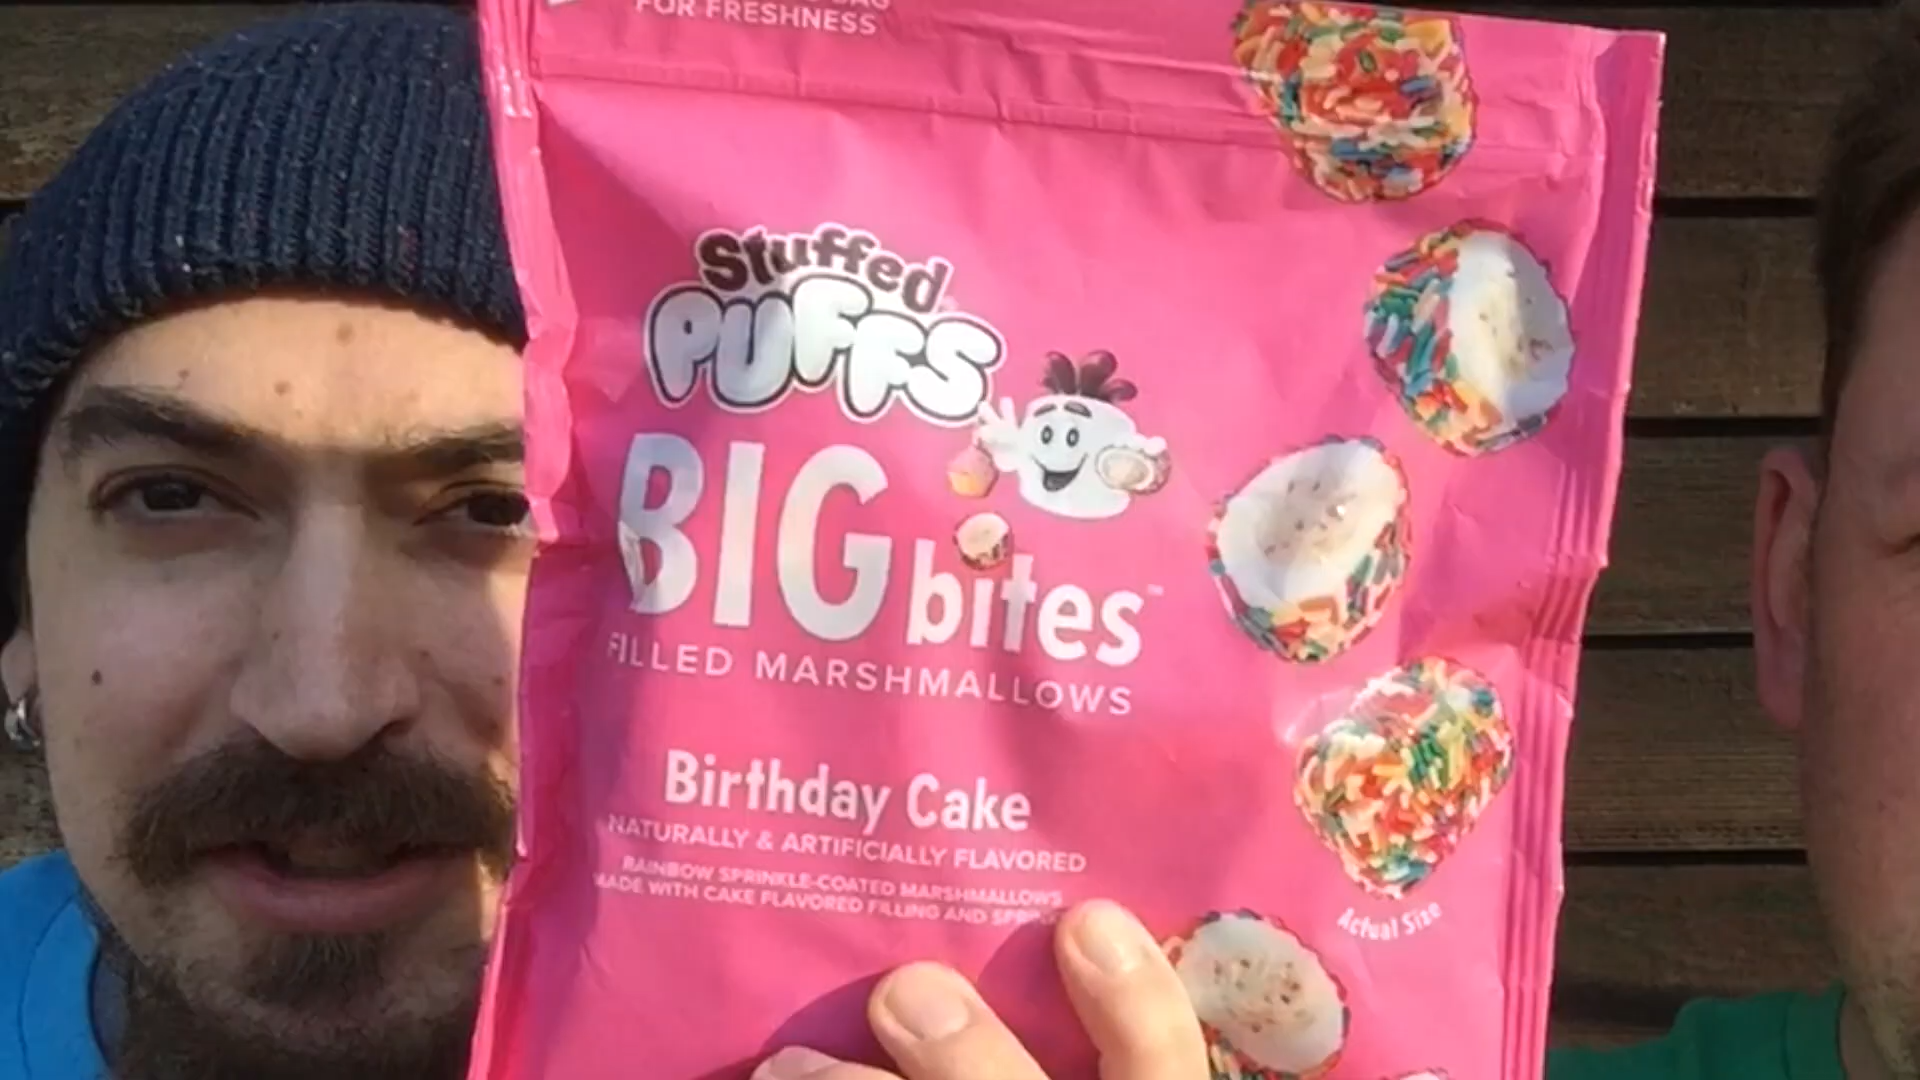 FOR FRESHNESS
Stuffed
PUFFS
BIG bites™
FILLED MARSHMALLOWS
Birthday Cake
NATURALLY & ARTIFICIALLY FLAVORED
RAINBOW SPRINKLE-COATED MARSHMALLOWS
MADE WITH CAKE FLAVORED FILLING AND
Actual Size